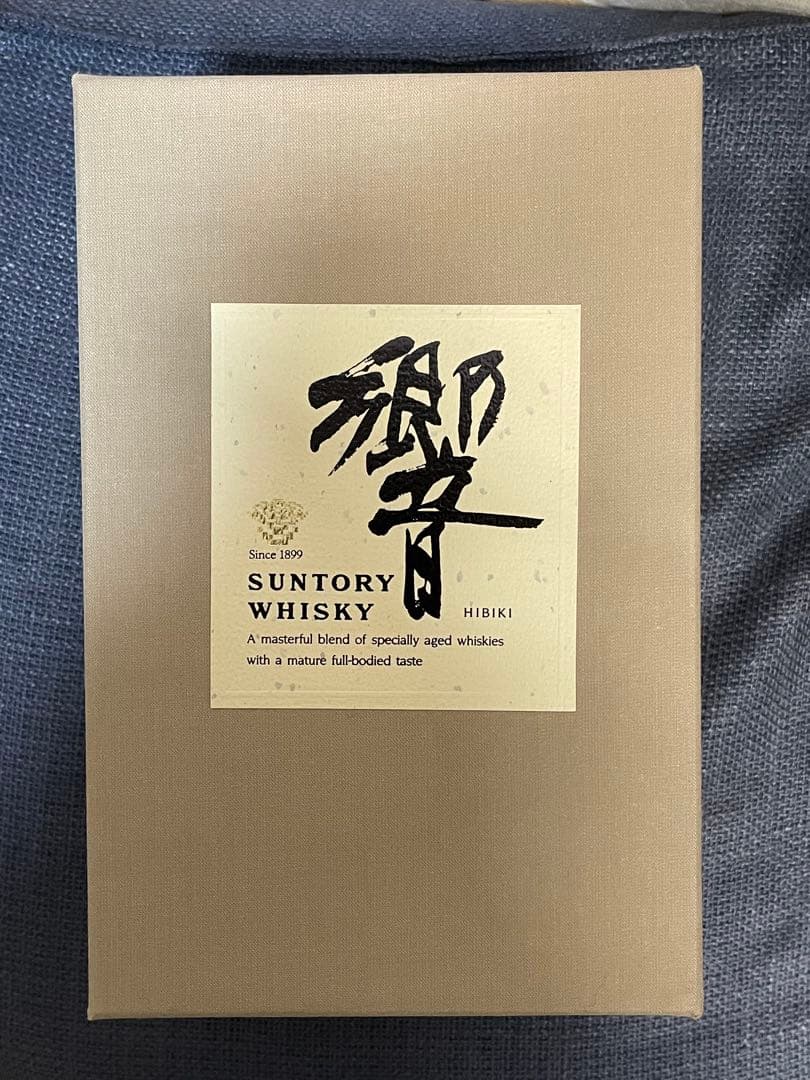 響
Since 1899
SUNTORY
WHISKY
HIBIKI
A masterful blend of specially aged whiskies
with a mature full-bodied taste